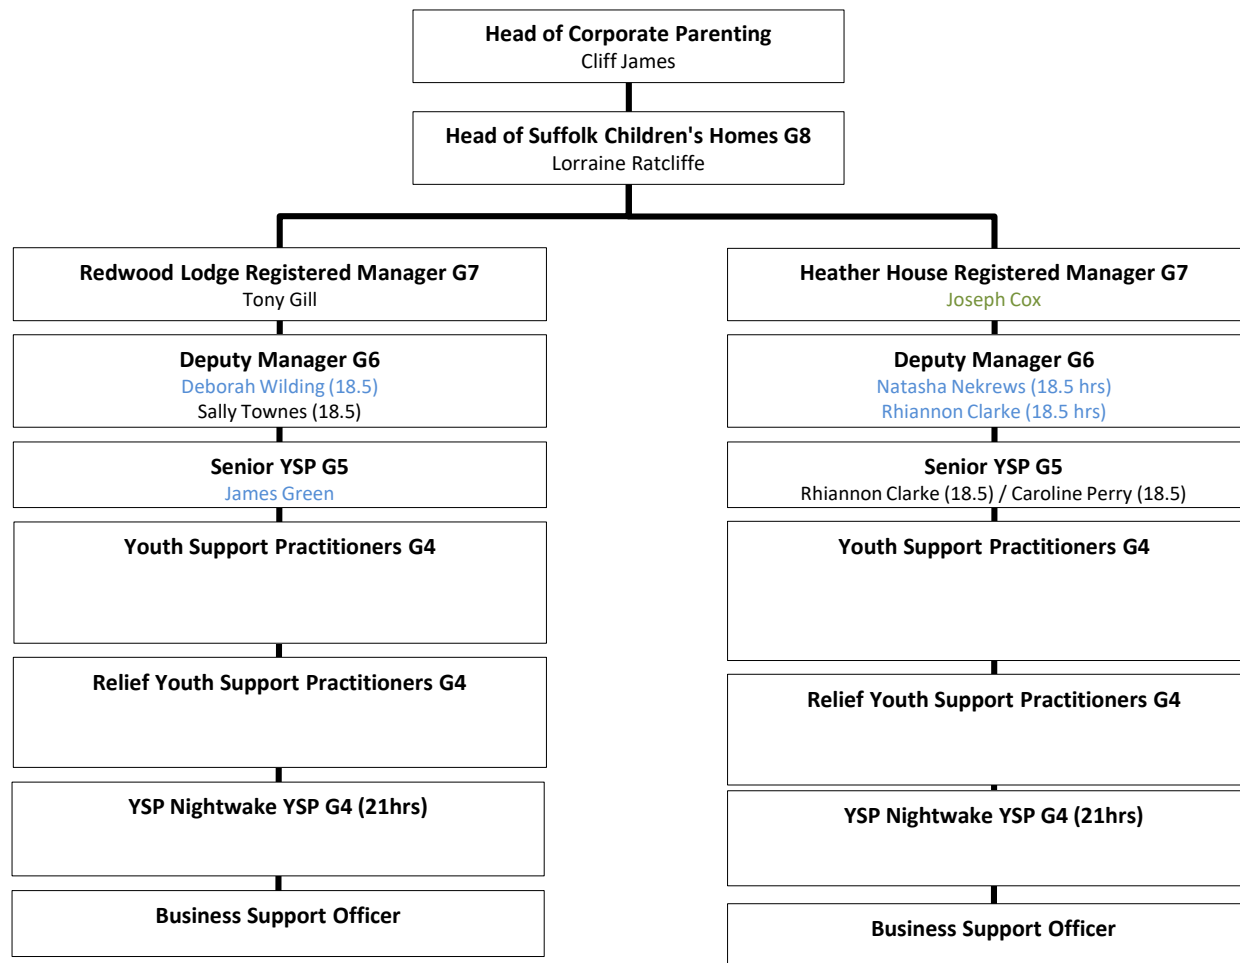 Head of Corporate Parenting
Cliff James
Head of Suffolk Children's Homes G8
Lorraine Ratcliffe
Redwood Lodge Registered Manager G7
Tony Gill
Deputy Manager G6
Deborah Wilding (18.5)
Sally Townes (18.5)
Senior YSP G5
James Green
Youth Support Practitioners G4
Relief Youth Support Practitioners G4
YSP Nightwake YSP G4 (21hrs)
Business Support Officer
Heather House Registered Manager G7
Joseph Cox
Deputy Manager G6
Natasha Nekrews (18.5 hrs)
Rhiannon Clarke (18.5 hrs)
Senior YSP G5
Rhiannon Clarke (18.5) / Caroline Perry (18.5)
Youth Support Practitioners G4
Relief Youth Support Practitioners G4
YSP Nightwake YSP G4 (21hrs)
Business Support Officer